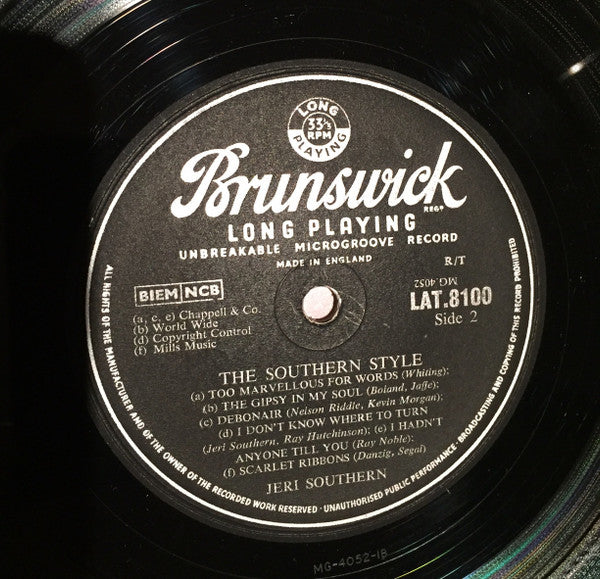 LONG
33⅓
RPM
PLAYING
Brunswick
REGD
LONG PLAYING
UNBREAKABLE MICROGROOVE RECORD
MADE IN ENGLAND
R/T
BIEM NCB
MG.4052
LAT.8100
Side 2
(a, c, e) Chappell & Co.
(b) World Wide
(d) Copyright Control
(f) Mills Music
THE SOUTHERN STYLE
(a) TOO MARVELLOUS FOR WORDS (Whiting);
(b) THE GIPSY IN MY SOUL (Boland, Jaffe);
(c) DEBONAIR (Nelson Riddle, Kevin Morgan);
(d) I DON'T KNOW WHERE TO TURN
(Jeri Southern, Ray Hutchinson); (e) I HADN'T
ANYONE TILL YOU (Ray Noble);
(f) SCARLET RIBBONS (Danzig, Segal)
JERI SOUTHERN
ALL RIGHTS OF THE MANUFACTURER AND OF THE OWNER OF THE RECORDED WORK RESERVED · UNAUTHORISED PUBLIC PERFORMANCE · BROADCASTING AND COPYING OF THIS RECORD PROHIBITED
MG-4052-1B